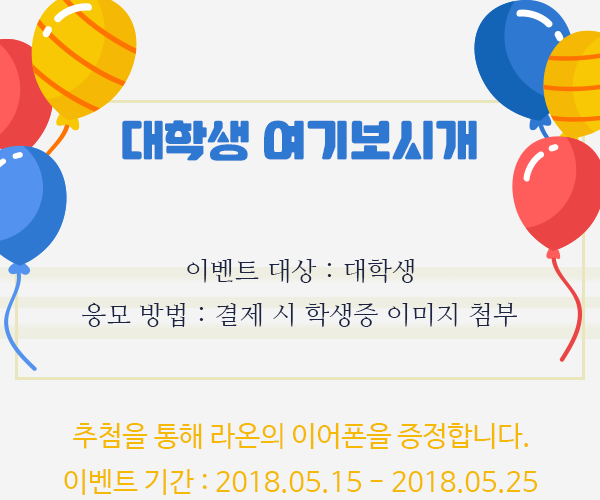 대학생 여기보시개
이벤트 대상 : 대학생
응모 방법 : 결제 시 학생증 이미지 첨부
추첨을 통해 라온의 이어폰을 증정합니다.
이벤트 기간 : 2018.05.15 - 2018.05.25